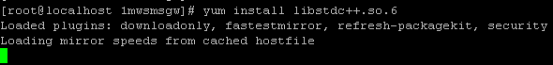 [root@localhost 1mwsmsgw]# yum install libstdc++.so.6
Loaded plugins: downloadonly, fastestmirror, refresh-packagekit, security
Loading mirror speeds from cached hostfile